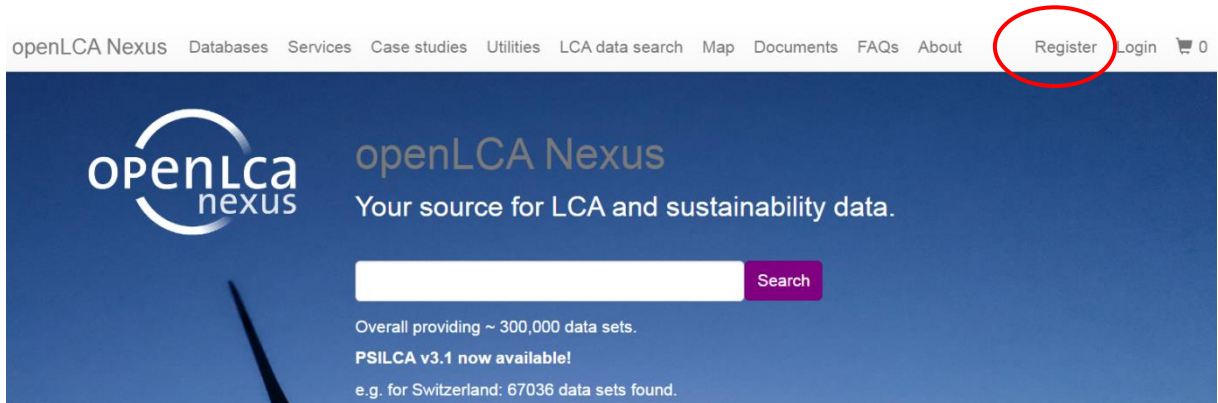 openLCA Nexus Databases Services Case studies Utilities LCA data search Map Documents FAQs About Register Login 0
openLca
nexus
openLCA Nexus
Your source for LCA and sustainability data.
Search
Overall providing ~ 300,000 data sets.
PSILCA v3.1 now available!
e.g. for Switzerland: 67036 data sets found.